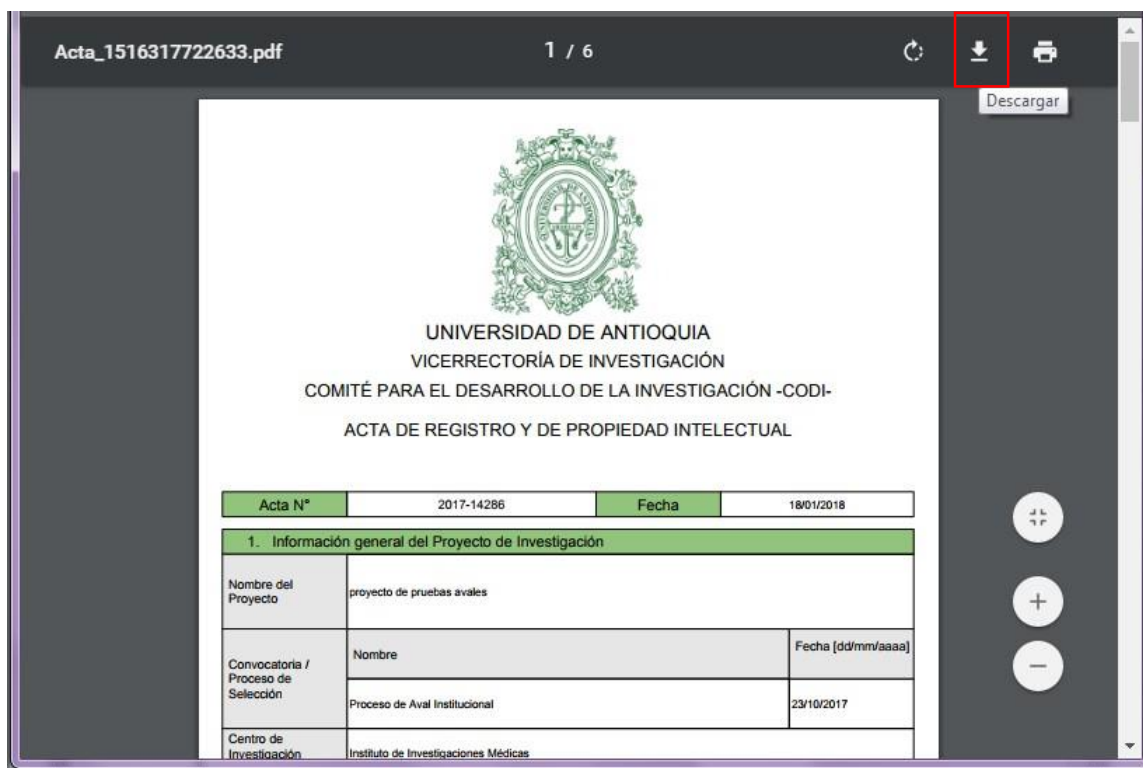 Acta_1516317722633.pdf 1 / 6
Descargar
UNIVERSIDAD DE ANTIOQUIA
VICERRECTORÍA DE INVESTIGACIÓN
COMITÉ PARA EL DESARROLLO DE LA INVESTIGACIÓN -CODI-
ACTA DE REGISTRO Y DE PROPIEDAD INTELECTUAL
Acta N° 2017-14286 Fecha 18/01/2018
1. Información general del Proyecto de Investigación
Nombre del
Proyecto
proyecto de pruebas avales
Convocatoria /
Proceso de
Selección
Nombre Fecha [dd/mm/aaaa]
Proceso de Aval Institucional 23/10/2017
Centro de
Investigación
Instituto de Investigaciones Médicas